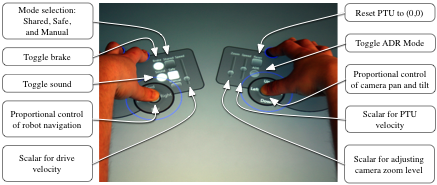 Mode selection:
Shared, Safe,
and Manual
Toggle brake
Toggle sound
Proportional control
of robot navigation
Scalar for drive
velocity
Reset PTU to (0,0)
Toggle ADR Mode
Proportional control
of camera pan and tilt
Scalar for PTU
velocity
Scalar for adjusting
camera zoom level